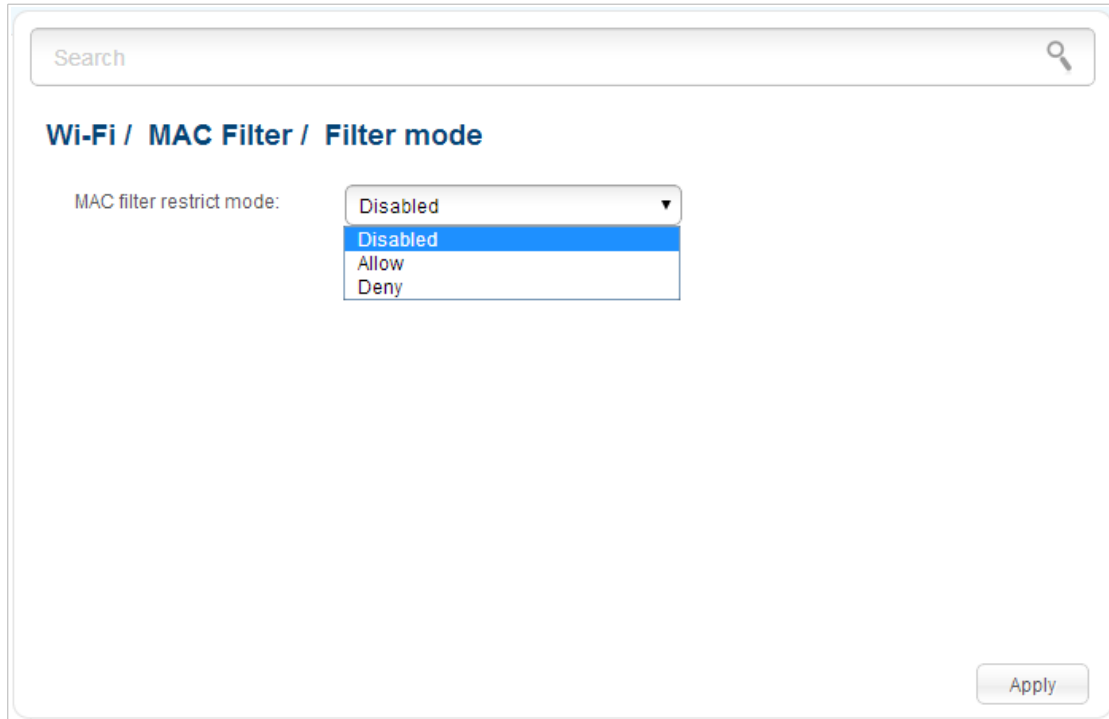 Search
Wi-Fi / MAC Filter / Filter mode
MAC filter restrict mode: Disabled
Disabled
Allow
Deny
Apply